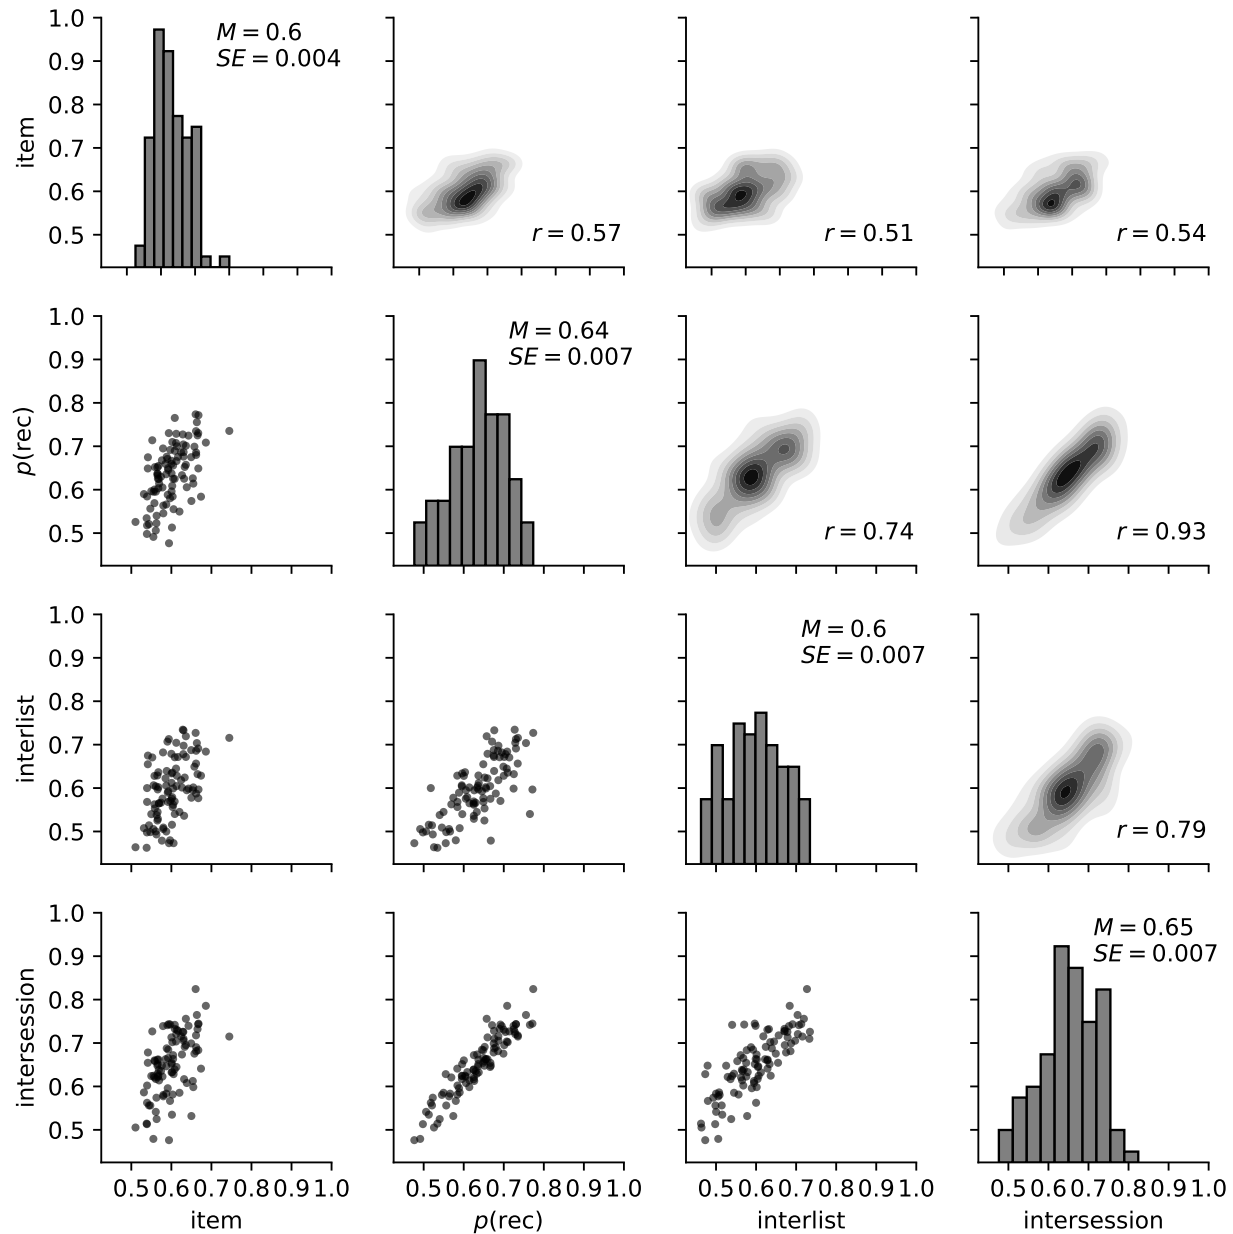 1.0
0.9
0.8
0.7
0.6
0.5
item
M = 0.6
SE = 0.004
r = 0.57
r = 0.51
r = 0.54
1.0
0.9
0.8
0.7
0.6
0.5
p(rec)
M = 0.64
SE = 0.007
r = 0.74
r = 0.93
1.0
0.9
0.8
0.7
0.6
0.5
interlist
M = 0.6
SE = 0.007
r = 0.79
1.0
0.9
0.8
0.7
0.6
0.5
intersession
M = 0.65
SE = 0.007
0.5 0.6 0.7 0.8 0.9 1.0
item
0.5 0.6 0.7 0.8 0.9 1.0
p(rec)
0.5 0.6 0.7 0.8 0.9 1.0
interlist
0.5 0.6 0.7 0.8 0.9 1.0
intersession